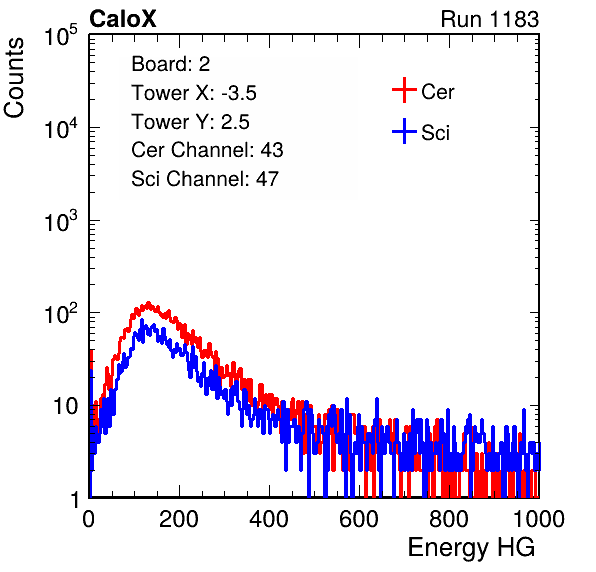 CaloX
Run 1183
Counts
10^5
10^4
10^3
10^2
10
1
Board: 2
Tower X: -3.5
Tower Y: 2.5
Cer Channel: 43
Sci Channel: 47
Cer
Sci
0 200 400 600 800 1000
Energy HG